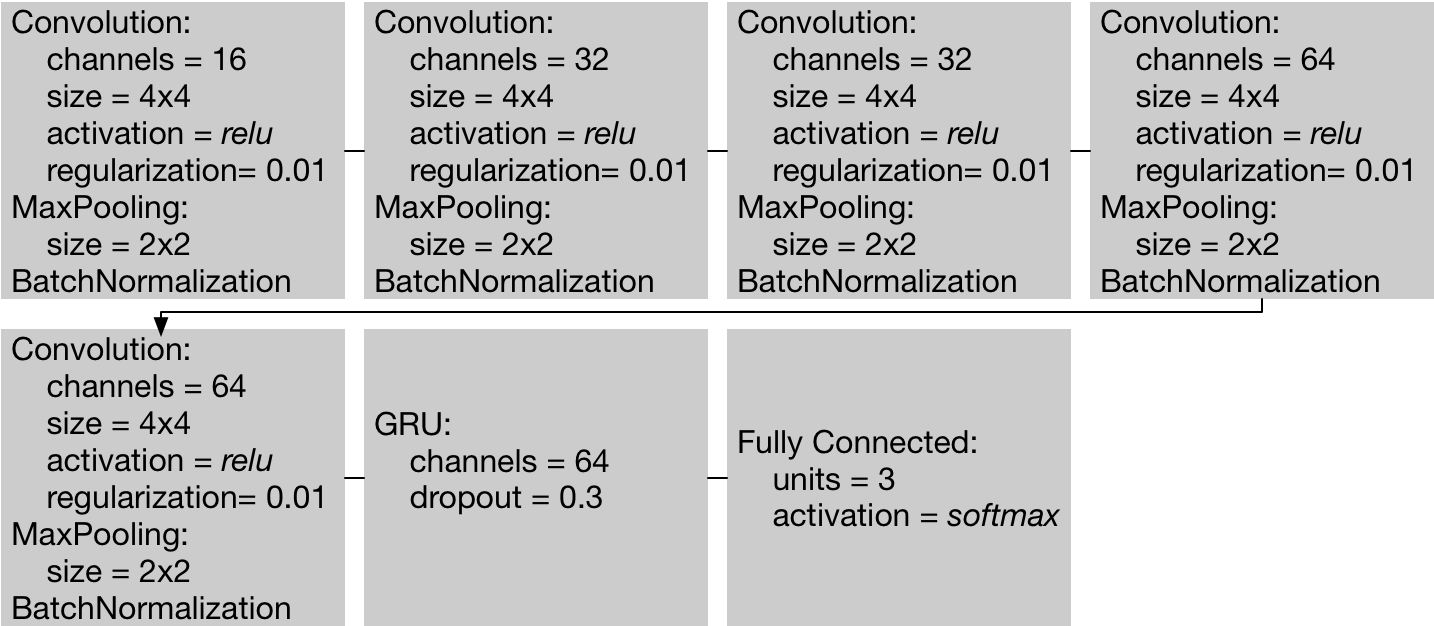 Convolution:
channels = 16
size = 4x4
activation = relu
regularization= 0.01
MaxPooling:
size = 2x2
BatchNormalization
Convolution:
channels = 32
size = 4x4
activation = relu
regularization= 0.01
MaxPooling:
size = 2x2
BatchNormalization
Convolution:
channels = 32
size = 4x4
activation = relu
regularization= 0.01
MaxPooling:
size = 2x2
BatchNormalization
Convolution:
channels = 64
size = 4x4
activation = relu
regularization= 0.01
MaxPooling:
size = 2x2
BatchNormalization
Convolution:
channels = 64
size = 4x4
activation = relu
regularization= 0.01
MaxPooling:
size = 2x2
BatchNormalization
GRU:
channels = 64
dropout = 0.3
Fully Connected:
units = 3
activation = softmax